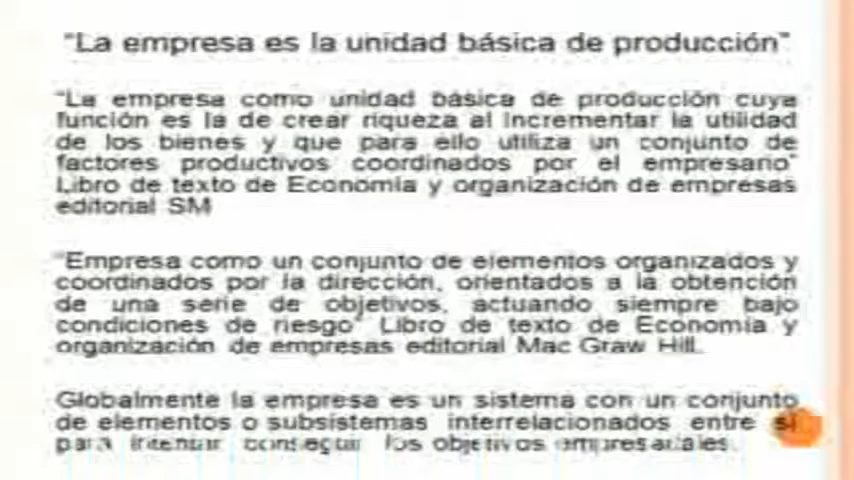 "La empresa es la unidad básica de producción"
"La empresa como unidad básica de producción cuya
función es la de crear riqueza al incrementar la utilidad
de los bienes y que para ello utiliza un conjunto de
factores productivos coordinados por el empresario"
Libro de texto de Economía y organización de empresas
editorial SM
"Empresa como un conjunto de elementos organizados y
coordinados por la dirección, orientados a la obtención
de una serie de objetivos, actuando siempre bajo
condiciones de riesgo" Libro de texto de Economía y
organización de empresas editorial Mac Graw Hill.
Globalmente la empresa es un sistema con un conjunto
de elementos o subsistemas interrelacionados entre sí
para intentar conseguir los objetivos empresariales.